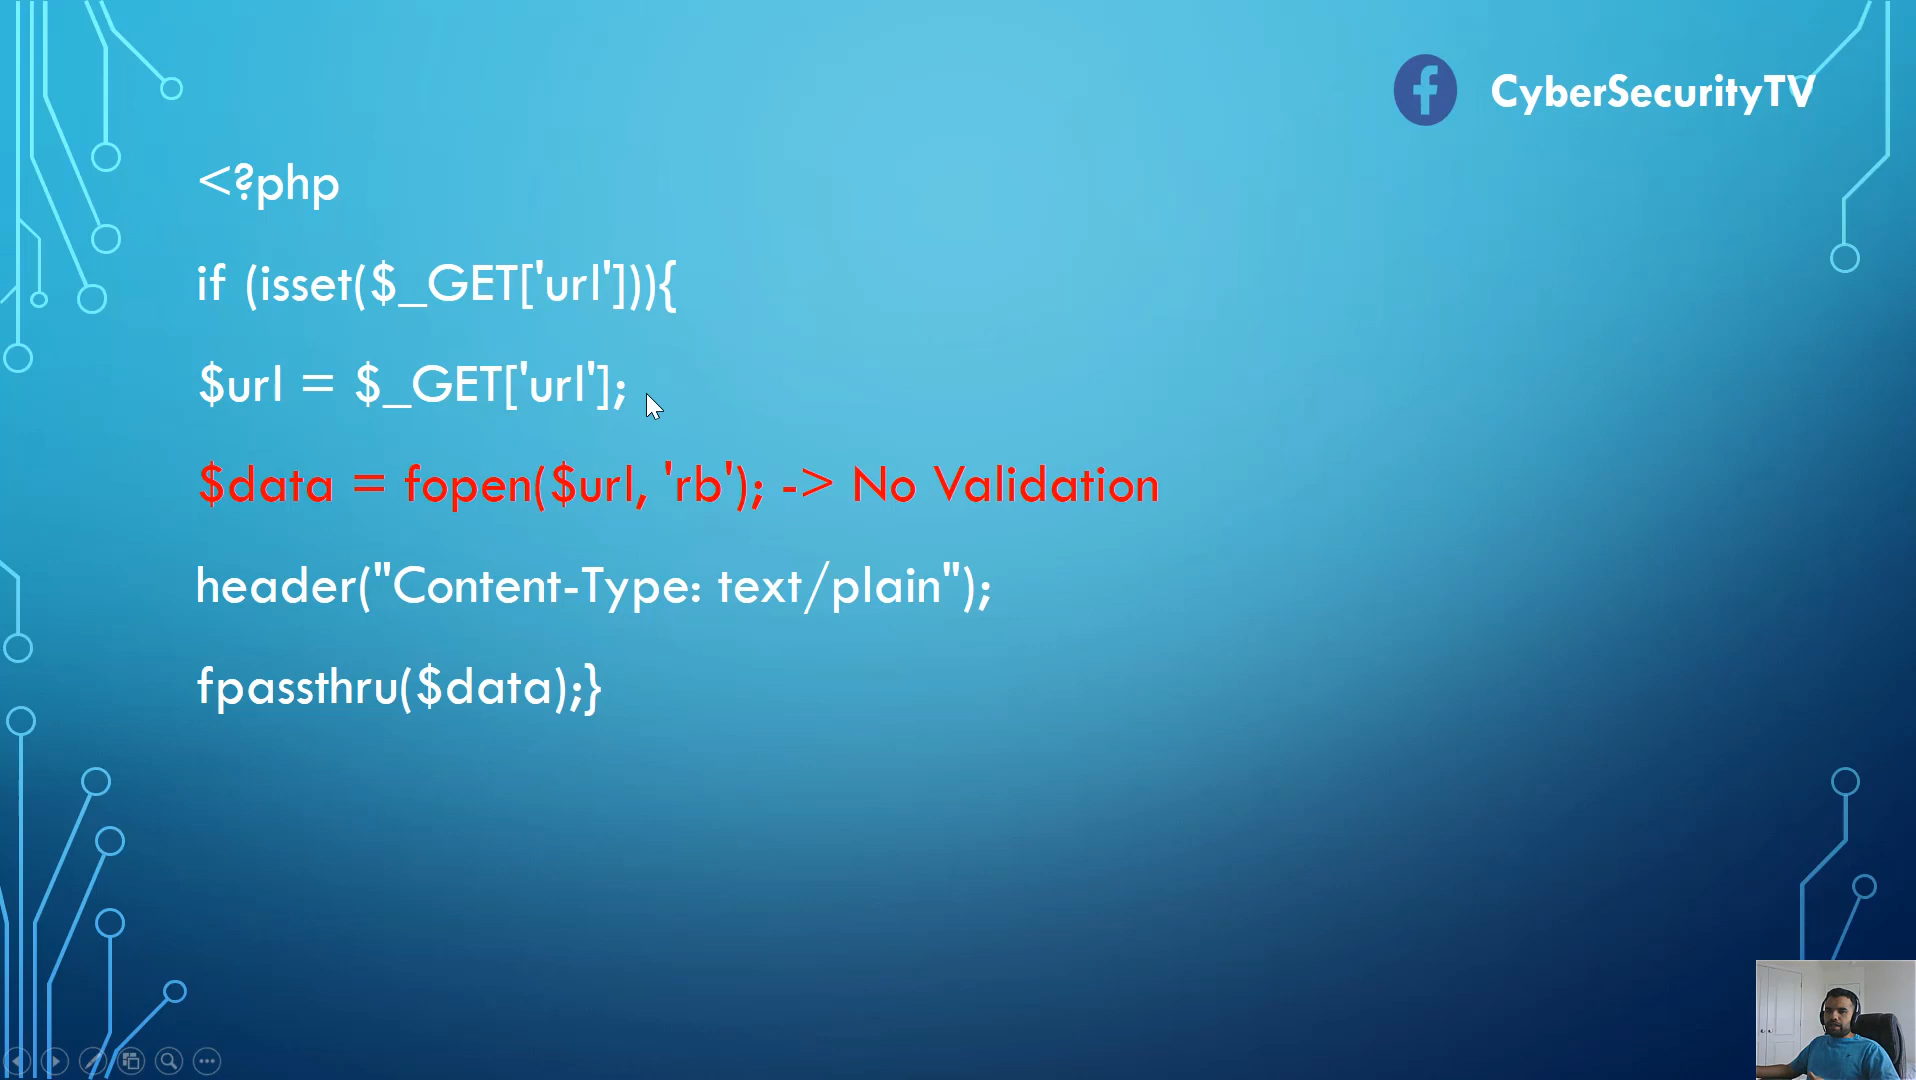 CyberSecurityTV
<?php
if (isset($_GET['url'])){
$url = $_GET['url'];
$data = fopen($url, 'rb'); -> No Validation
header("Content-Type: text/plain");
fpassthru($data);}